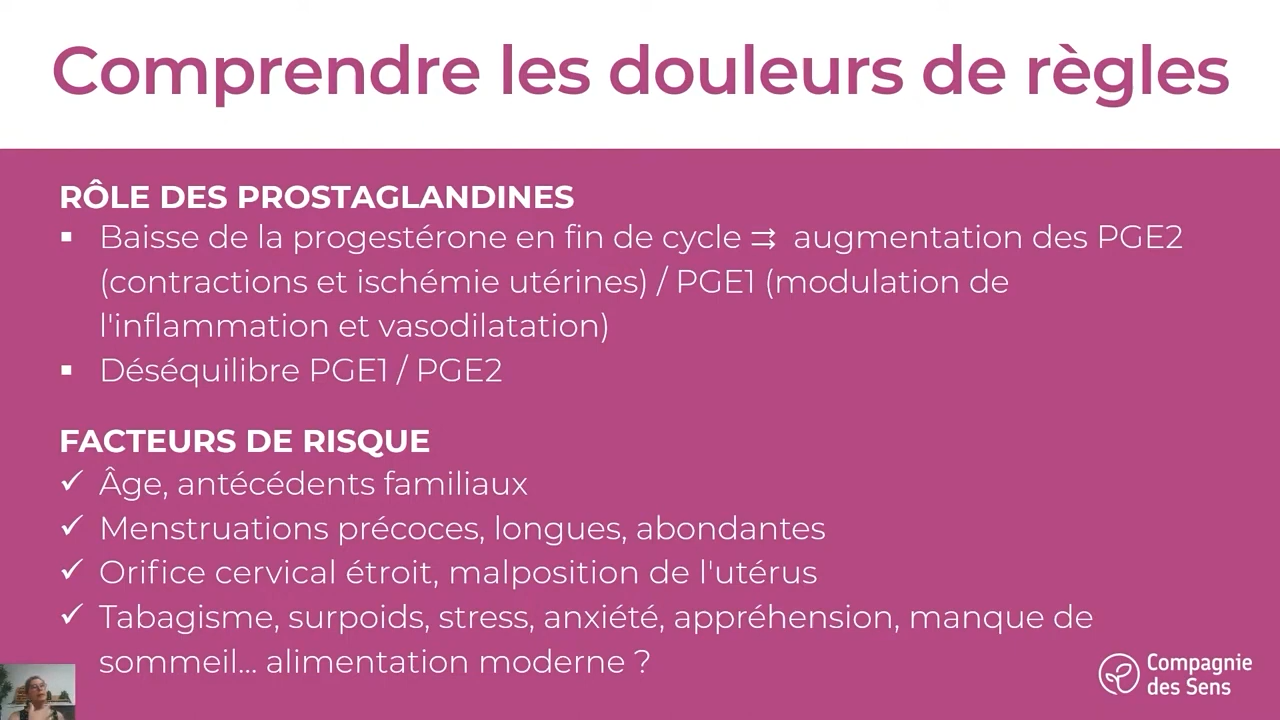 Comprendre les douleurs de règles
RÔLE DES PROSTAGLANDINES
▪ Baisse de la progestérone en fin de cycle ⇉ augmentation des PGE2
(contractions et ischémie utérines) / PGE1 (modulation de
l'inflammation et vasodilatation)
▪ Déséquilibre PGE1 / PGE2
FACTEURS DE RISQUE
✓ Âge, antécédents familiaux
✓ Menstruations précoces, longues, abondantes
✓ Orifice cervical étroit, malposition de l'utérus
✓ Tabagisme, surpoids, stress, anxiété, appréhension, manque de
sommeil... alimentation moderne ?
Compagnie
des Sens